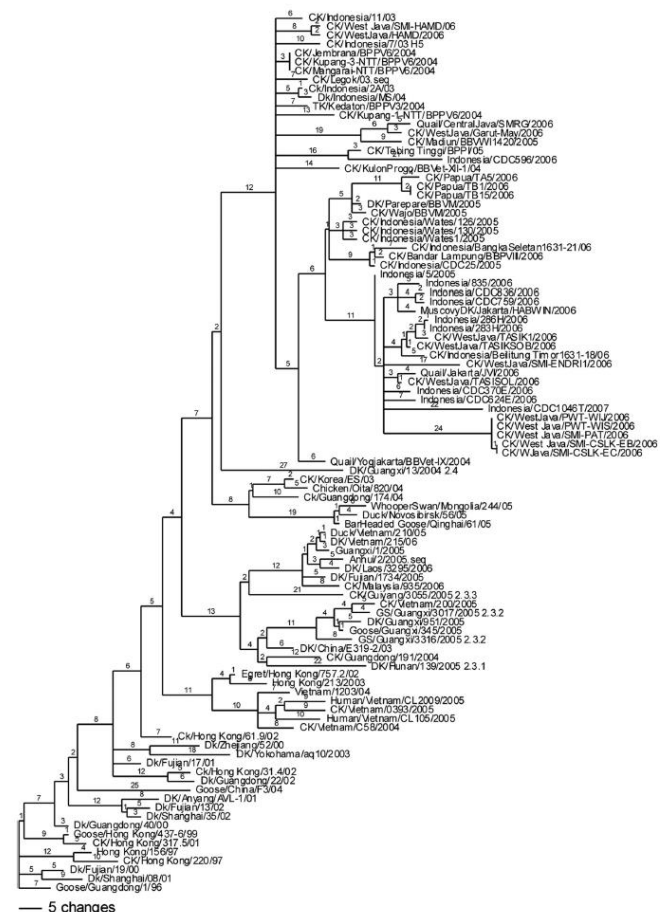 CK/Indonesia/11/03
CK/West Java/SMI-HAMD/06
CK/WestJava/HAMD/2006
CK/Indonesia/7/03 H5
CK/Jembrana/BPPV6/2004
CK/Kupang-3-NTT/BPPV6/2004
CK/Mangarai-NTT/BPPV6/2004
CK/Legok/03.seq
Ck/Indonesia/2A/03
Dk/Indonesia/MS/04
TK/Kedaton/BPPV3/2004
CK/Kupang-1-NTT/BPPV6/2004
Quail/CentralJava/SMRG/2006
CK/WestJava/Garut-May/2006
CK/Madiun/BBVW1420/2005
CK/Tebing Tinggi/BPPI/05
Indonesia/CDC596/2006
CK/KulonProgo/BBVet-XII-1/04
CK/Papua/TA5/2006
CK/Papua/TB1/2006
CK/Papua/TB15/2006
DK/Parepare/BBVM/2005
CK/Wajo/BBVM/2005
CK/Indonesia/Wates/126/2005
CK/Indonesia/Wates/130/2005
CK/Indonesia/Wates1/2005
CK/Indonesia/BangkaSeletan1631-21/06
CK/Bandar Lampung/BBPVIII/2006
CK/Indonesia/CDC25/2005
Indonesia/5/2005
Indonesia/835/2006
Indonesia/CDC836/2006
Indonesia/CDC759/2006
MuscovyDK/Jakarta/HABWIN/2006
Indonesia/286H/2006
Indonesia/283H/2006
CK/WestJava/TASIK1/2006
CK/WestJava/TASIKSOB/2006
CK/Indonesia/Belitung Timor1631-18/06
CK/WestJava/SMI-ENDRI1/2006
Quail/Jakarta/JVI/2006
CK/WestJava/TASISOL/2006
Indonesia/CDC370E/2006
Indonesia/CDC624E/2006
Indonesia/CDC1046T/2007
CK/WestJava/PWT-WIJ/2006
CK/West Java/PWT-WIS/2006
CK/West Java/SMI-PAT/2006
CK/West Java/SMI-CSLK-EB/2006
CK/WJava/SMI-CSLK-EC/2006
Quail/Yogjakarta/BBVet-IX/2004
DK/Guangxi/13/2004 2.4
CK/Korea/ES/03
Chicken/Oita/820/04
Ck/Guangdong/174/04
WhooperSwan/Mongolia/244/05
Duck/Novosibirsk/56/05
BarHeaded Goose/Qinghai/61/05
Duck/Vietnam/210/05
DK/Vietnam/215/06
Guangxi/1/2005
Anhui/2/2005.seq
DK/Laos/3295/2006
DK/Fujian/1734/2005
CK/Malaysia/935/2006
CK/Guiyang/3055/2005 2.3.3
CK/Vietnam/200/2005
GS/Guangxi/3017/2005 2.3.2
DK/Guangxi/951/2005
Goose/Guangxi/345/2005
GS/Guangxi/3316/2005 2.3.2
DK/China/E319-2/03
CK/Guangdong/191/2004
DK/Hunan/139/2005 2.3.1
Egret/Hong Kong/757.2/02
Hong Kong/213/2003
Vietnam/1203/04
Human/Vietnam/CL2009/2005
CK/Vietnam/0393/2005
Human/Vietnam/CL105/2005
CK/Vietnam/C58/2004
Ck/Hong Kong/61.9/02
Dk/Zhejiang/52/00
DK/Yokohama/aq10/2003
Dk/Fujian/17/01
Ck/Hong Kong/31.4/02
Dk/Guangdong/22/02
Goose/China/F3/04
DK/Anyang/AVL-1/01
Dk/Fujian/13/02
Dk/Shanghai/35/02
Dk/Guangdong/40/00
Goose/Hong Kong/437-6/99
CK/Hong Kong/317.5/01
Hong Kong/156/97
CK/Hong Kong/220/97
Dk/Fujian/19/00
Dk/Shanghai/08/01
Goose/Guangdong/1/96
5 changes